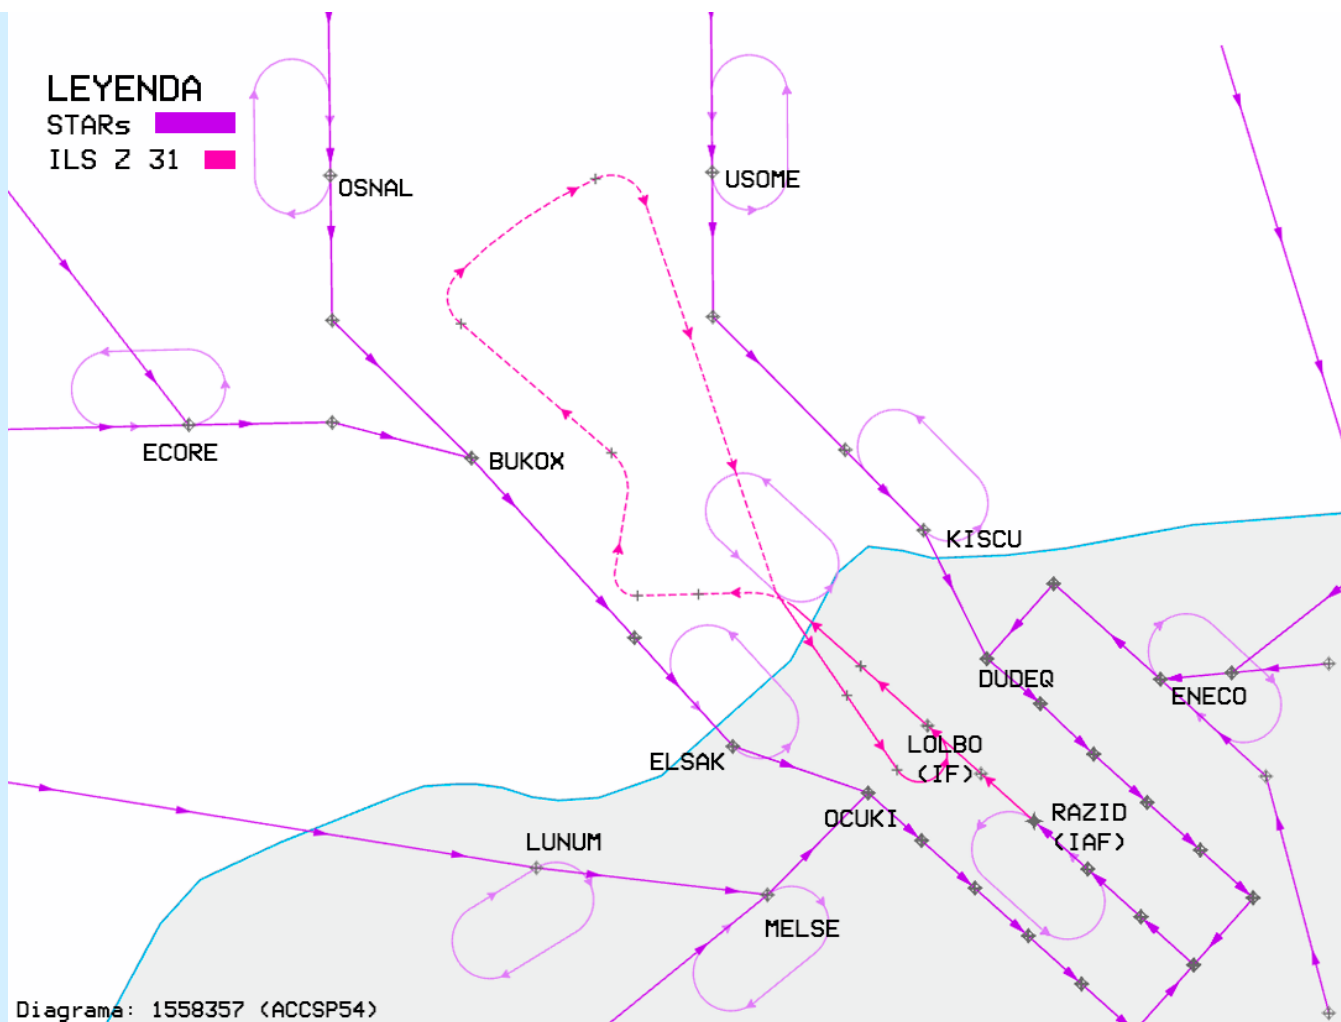 LEYENDA
STARs
ILS Z 31
OSNAL
USOME
ECORE
BUKOX
KISCU
DUDEQ
ENECO
ELSAK
LOLBO
(IF)
OCUKI
RAZID
(IAF)
LUNUM
MELSE
Diagrama: 1558357 (ACCSP54)